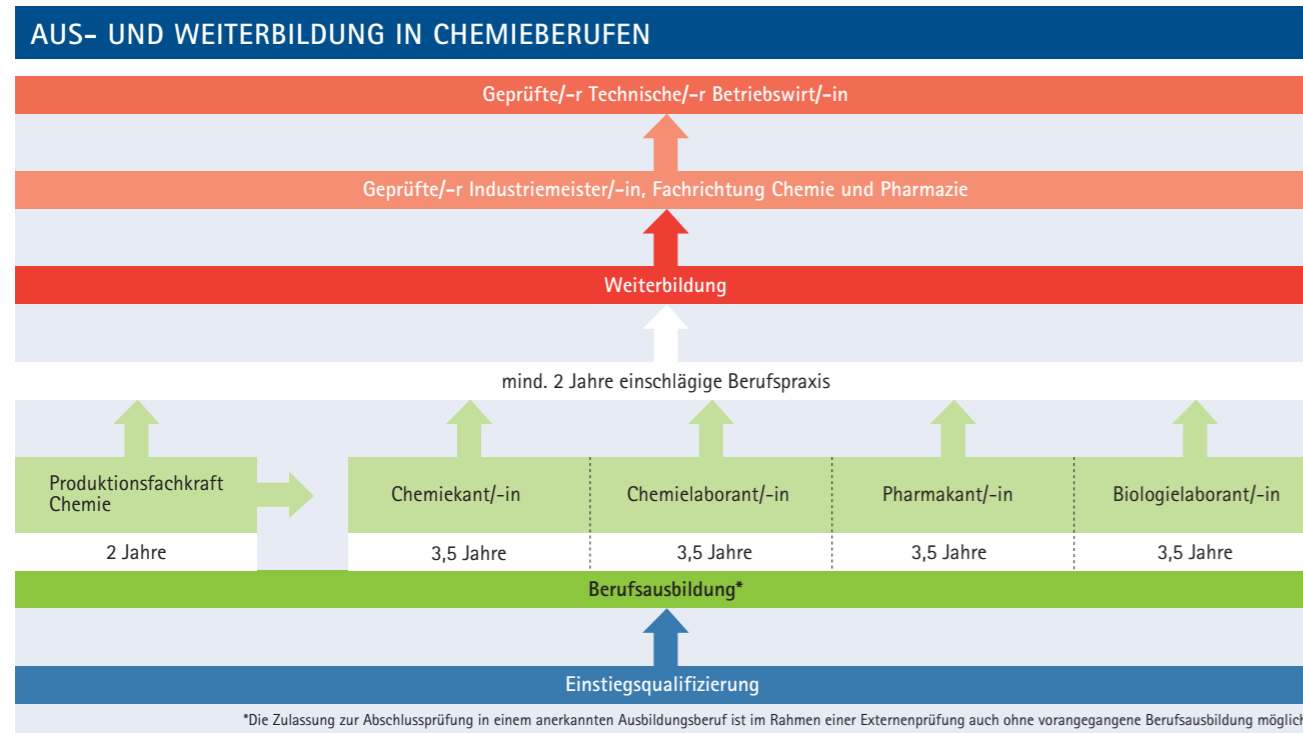 AUS- UND WEITERBILDUNG IN CHEMIEBERUFEN
Geprüfte/-r Technische/-r Betriebswirt/-in
Geprüfte/-r Industriemeister/-in, Fachrichtung Chemie und Pharmazie
Weiterbildung
mind. 2 Jahre einschlägige Berufspraxis
Produktionsfachkraft
Chemie
Chemikant/-in
Chemielaborant/-in
Pharmakant/-in
Biologielaborant/-in
2 Jahre
3,5 Jahre
3,5 Jahre
3,5 Jahre
3,5 Jahre
Berufsausbildung*
Einstiegsqualifizierung
*Die Zulassung zur Abschlussprüfung in einem anerkannten Ausbildungsberuf ist im Rahmen einer Externenprüfung auch ohne vorangegangene Berufsausbildung möglich